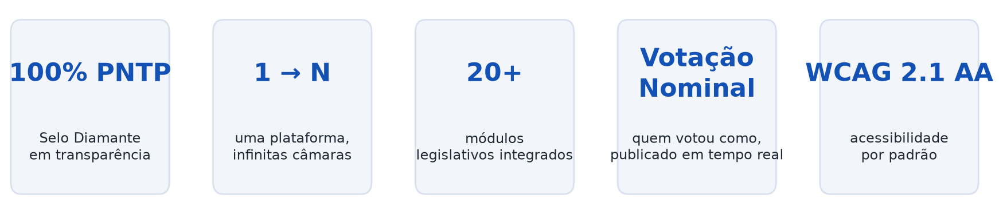 100% PNTP
Selo Diamante
em transparência
1 → N
uma plataforma,
infinitas câmaras
20+
módulos
legislativos integrados
Votação
Nominal
quem votou como,
publicado em tempo real
WCAG 2.1 AA
acessibilidade
por padrão